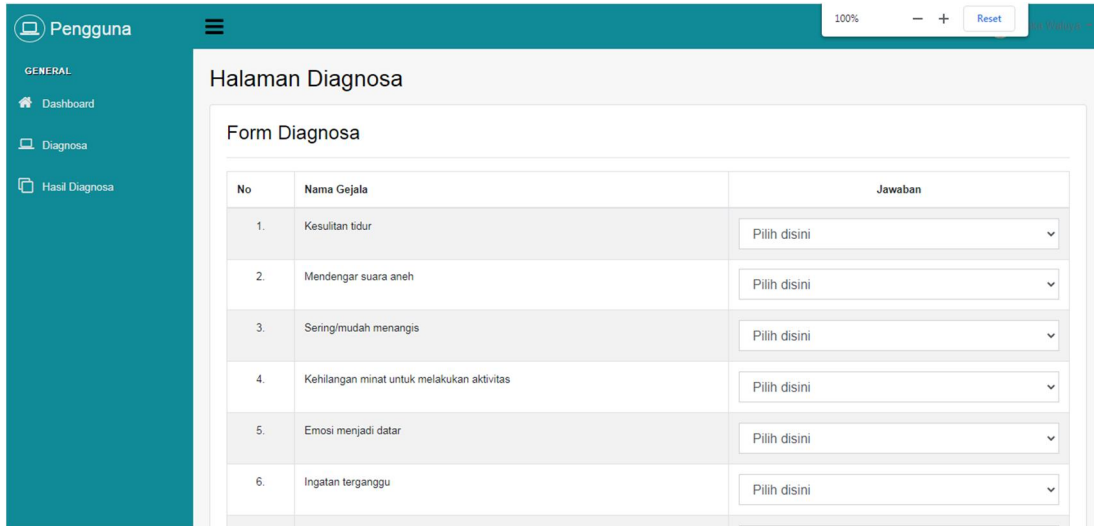 Pengguna
100% − + Reset
GENERAL
Dashboard
Diagnosa
Hasil Diagnosa
Halaman Diagnosa
Form Diagnosa
No Nama Gejala Jawaban
1. Kesulitan tidur Pilih disini
2. Mendengar suara aneh Pilih disini
3. Sering/mudah menangis Pilih disini
4. Kehilangan minat untuk melakukan aktivitas Pilih disini
5. Emosi menjadi datar Pilih disini
6. Ingatan terganggu Pilih disini